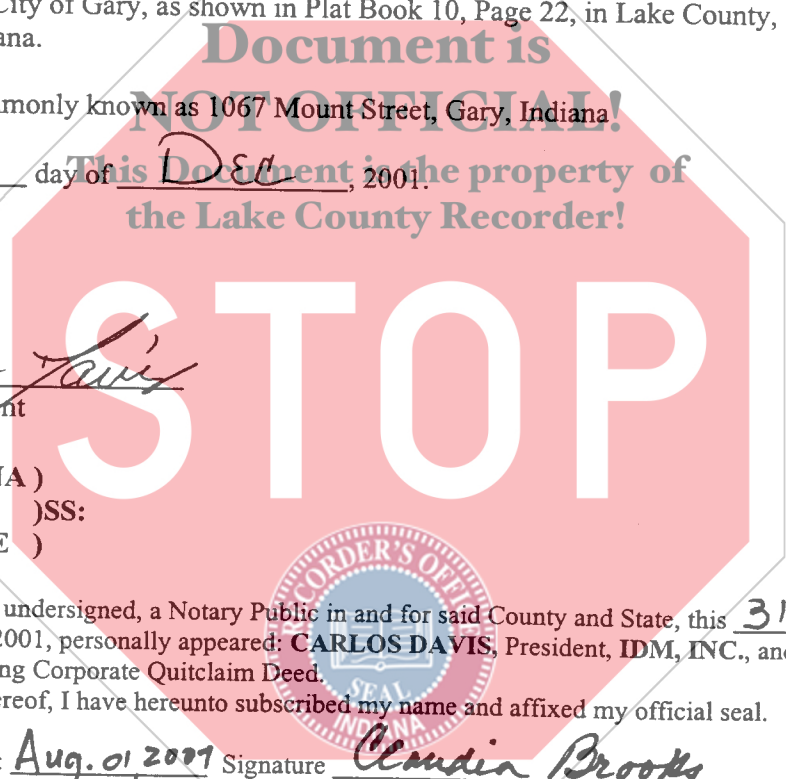 City of Gary, as shown in Plat Book 10, Page 22, in Lake County,
ana.
Document is
monly known as 1067 Mount Street, Gary, Indiana
NOT OFFICIAL!
day of DEC, 2001.
This Document is the property of
the Lake County Recorder!
STOP
Davis
nt
NA )
)SS:
E )
RECORDER'S OFFICE
SEAL
INDIANA
undersigned, a Notary Public in and for said County and State, this 31
2001, personally appeared: CARLOS DAVIS, President, IDM, INC., and
ng Corporate Quitclaim Deed.
ereof, I have hereunto subscribed my name and affixed my official seal.
Aug. 01 2009 Signature Claudia Brooks